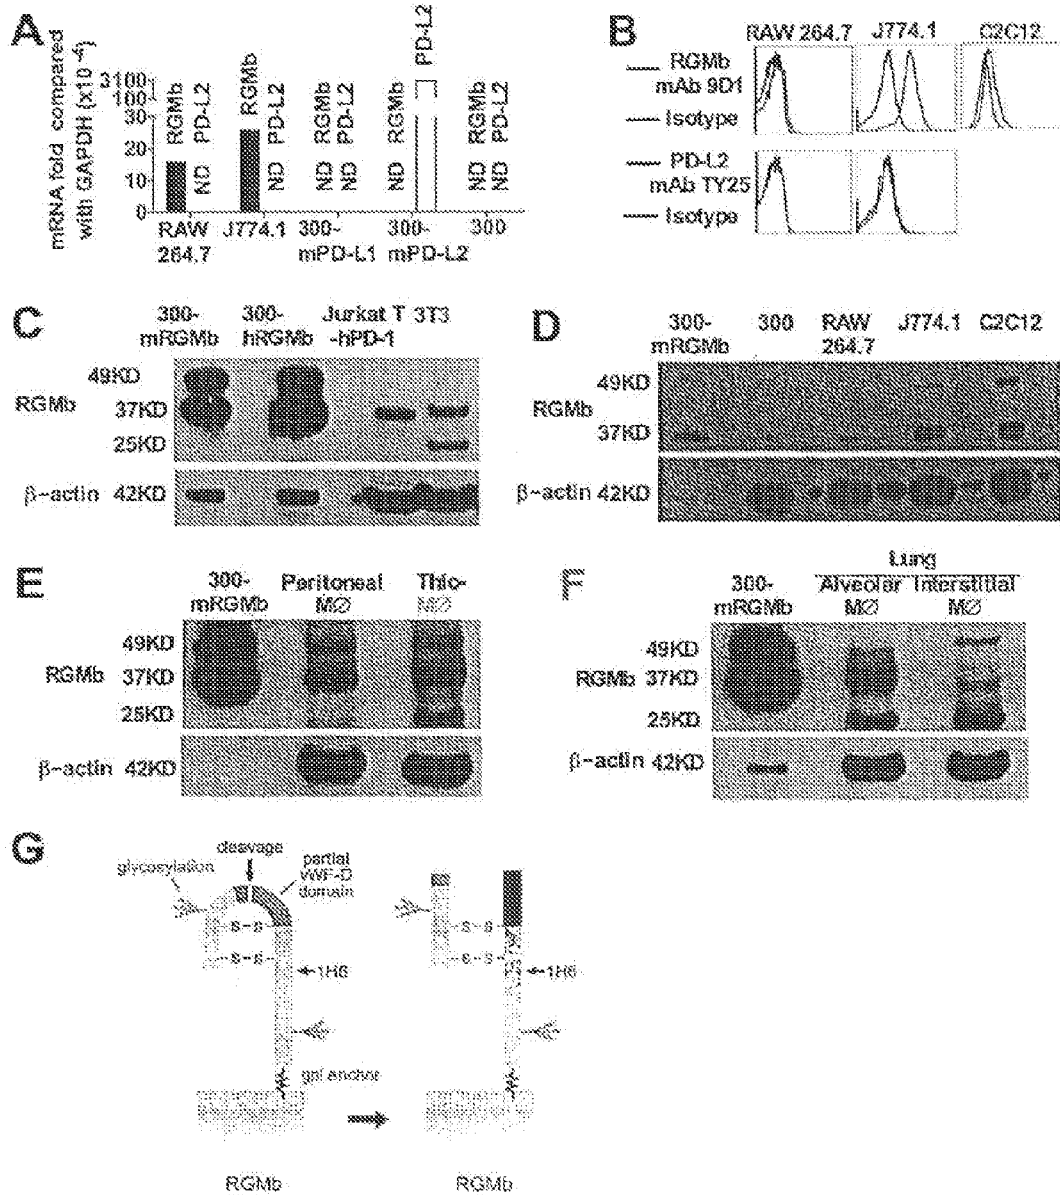 A
mRNA fold compared
with GAPDH (x10⁻⁴)
3100
100
30
20
10
0
RGMb
ND PD-L2
RGMb
ND PD-L2
ND RGMb
ND PD-L2
ND RGMb
PD-L2
ND RGMb
ND PD-L2
RAW
264.7
J774.1
300-
mPD-L1
300-
mPD-L2
300
B
RAW 264.7 J774.1 C2C12
RGMb
mAb 9D1
Isotype
PD-L2
mAb TY25
Isotype
C
300-
mRGMb
300-
hRGMb
Jurkat T
-hPD-1
3T3
49KD
RGMb 37KD
25KD
β-actin 42KD
D
300-
mRGMb
300
RAW
264.7
J774.1
C2C12
49KD
RGMb
37KD
β-actin 42KD
E
300-
mRGMb
Peritoneal
MØ
Thio-
MØ
49KD
RGMb 37KD
25KD
β-actin 42KD
F
Lung
300-
mRGMb
Alveolar
MØ
Interstitial
MØ
49KD
RGMb 37KD
25KD
β-actin 42KD
G
cleavage
glycosylation
partial
vWF-D
domain
-s-s-
-s-s-
1H6
gpi anchor
RGMb
-s-s-
-s-s-
1H6
RGMb